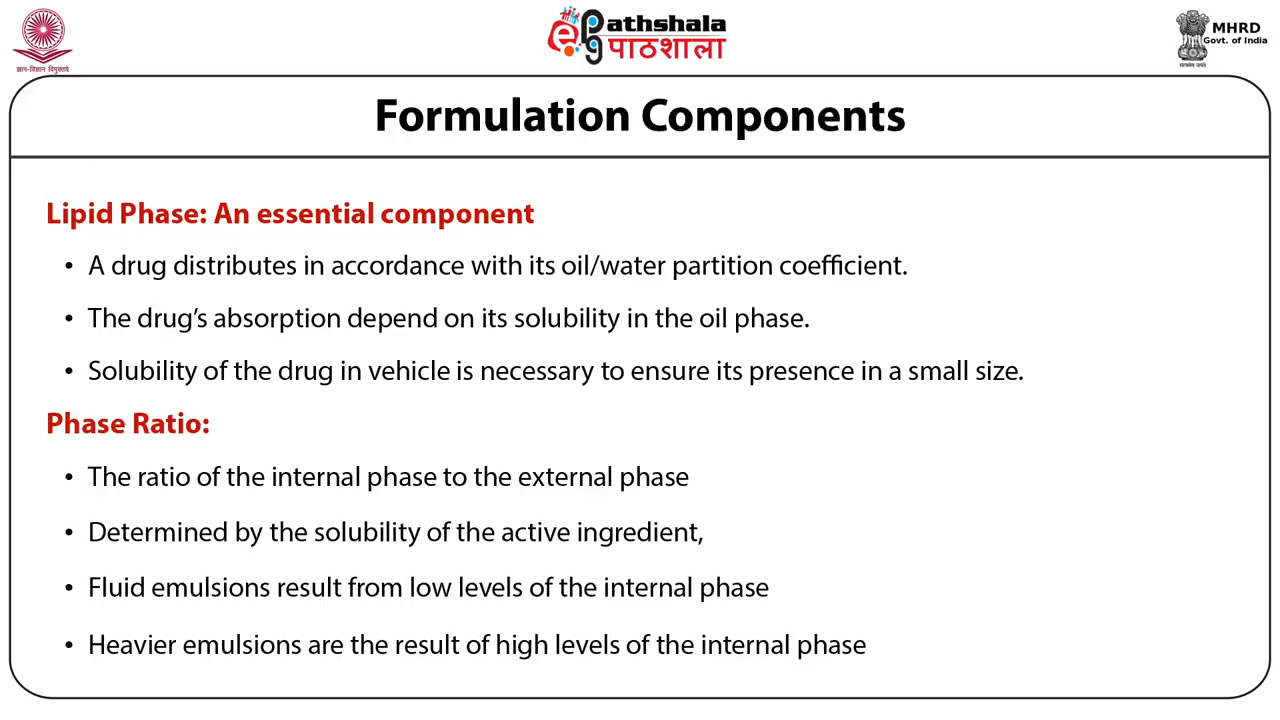 ज्ञान-विज्ञान विमुक्तये
ePathshala
पाठशाला
सत्यमेव जयते
MHRD
Govt. of India
Formulation Components
Lipid Phase: An essential component
• A drug distributes in accordance with its oil/water partition coefficient.
• The drug’s absorption depend on its solubility in the oil phase.
• Solubility of the drug in vehicle is necessary to ensure its presence in a small size.
Phase Ratio:
• The ratio of the internal phase to the external phase
• Determined by the solubility of the active ingredient,
• Fluid emulsions result from low levels of the internal phase
• Heavier emulsions are the result of high levels of the internal phase